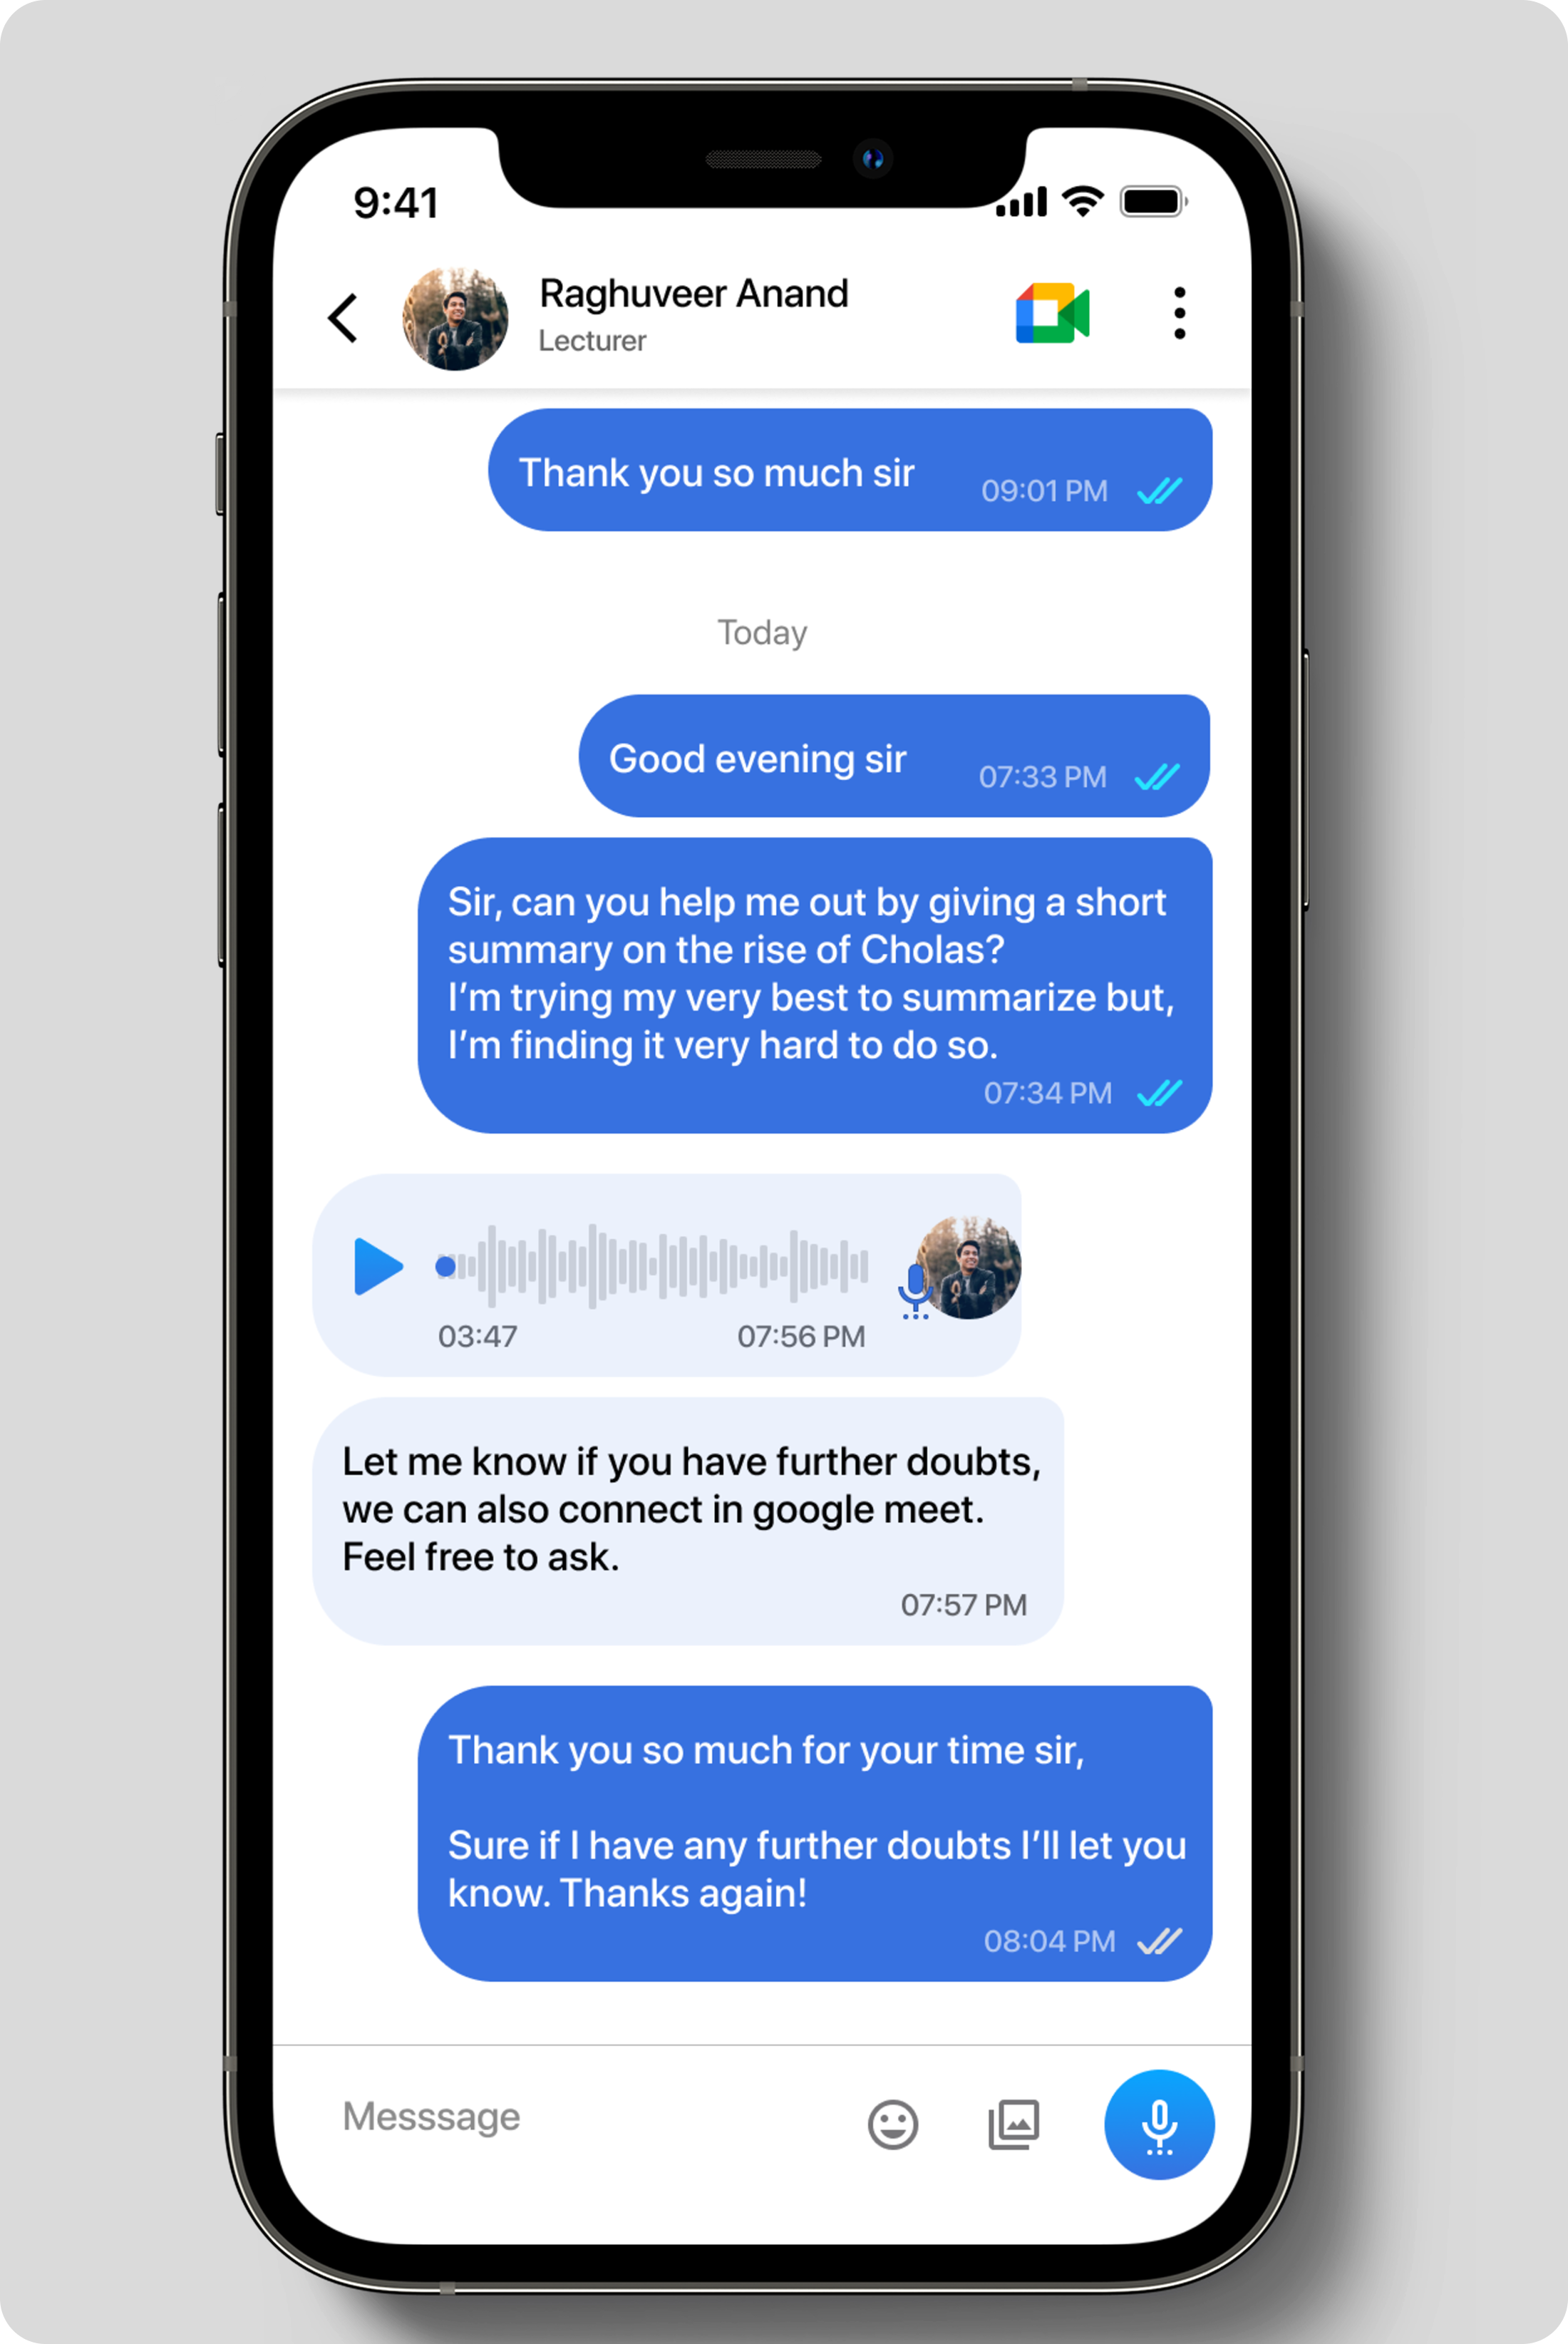 9:41
Raghuveer Anand
Lecturer
Thank you so much sir
09:01 PM
Today
Good evening sir
07:33 PM
Sir, can you help me out by giving a short
summary on the rise of Cholas?
I’m trying my very best to summarize but,
I’m finding it very hard to do so.
07:34 PM
03:47
07:56 PM
Let me know if you have further doubts,
we can also connect in google meet.
Feel free to ask.
07:57 PM
Thank you so much for your time sir,
Sure if I have any further doubts I’ll let you
know. Thanks again!
08:04 PM
Messsage